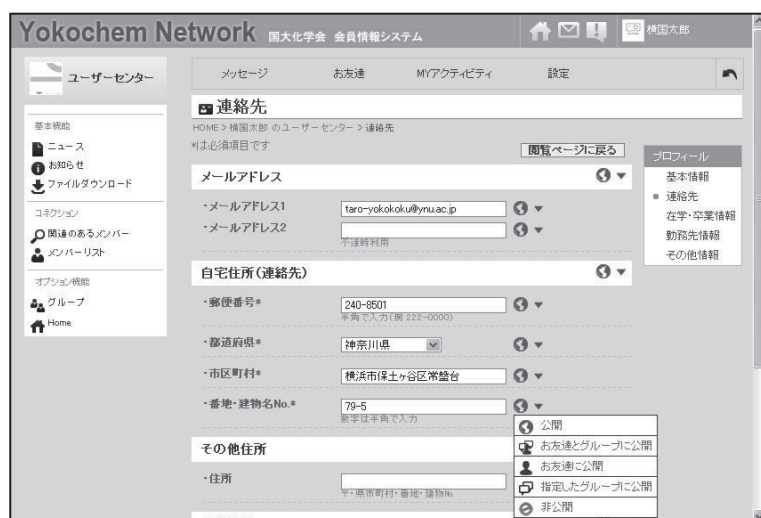 Yokochem Network 国大化学会 会員情報システム
横国太郎
ユーザーセンター
メッセージ お友達 MYアクティビティ 設定
基本機能
ニュース
お知らせ
ファイルダウンロード
コネクション
関連のあるメンバー
メンバーリスト
オプション機能
グループ
Home
連絡先
HOME > 横国太郎 のユーザーセンター > 連絡先
*は必須項目です
閲覧ページに戻る
メールアドレス
・メールアドレス1 taro-yokokoku@ynu.ac.jp
・メールアドレス2
不達時利用
自宅住所(連絡先)
・郵便番号* 240-8501
半角で入力(例 222-0000)
・都道府県* 神奈川県
・市区町村* 横浜市保土ヶ谷区常盤台
・番地・建物名No.* 79-5
数字は半角で入力
公開
お友達とグループに公開
お友達に公開
指定したグループに公開
非公開
その他住所
・住所
〒・県市町村・番地・建物№
プロフィール
基本情報
連絡先
在学・卒業情報
勤務先情報
その他情報